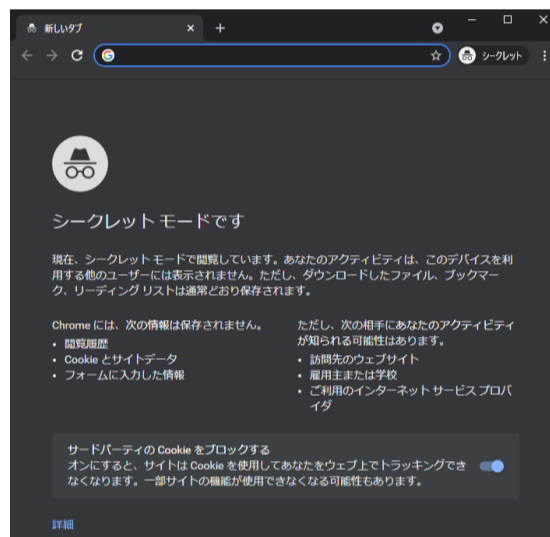 新しいタブ
シークレット
シークレット モードです
現在、シークレット モードで閲覧しています。あなたのアクティビティは、このデバイスを利
用する他のユーザーには表示されません。ただし、ダウンロードしたファイル、ブックマー
ク、リーディング リストは通常どおり保存されます。
Chrome には、次の情報は保存されません。
• 閲覧履歴
• Cookie とサイトデータ
• フォームに入力した情報
ただし、次の相手にあなたのアクティビティ
が知られる可能性はあります。
• 訪問先のウェブサイト
• 雇用主または学校
• ご利用のインターネット サービス プロバ
イダ
サードパーティの Cookie をブロックする
オンにすると、サイトは Cookie を使用してあなたをウェブ上でトラッキングでき
なくなります。一部サイトの機能が使用できなくなる可能性もあります。
詳細